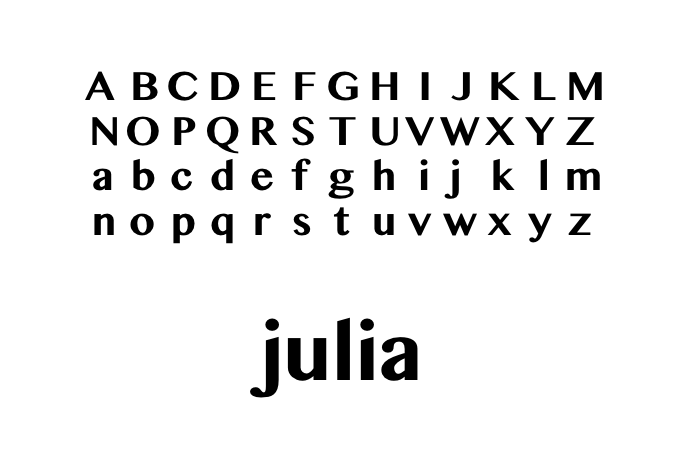 A B C D E F G H I J K L M
N O P Q R S T U V W X Y Z
a b c d e f g h i j k l m
n o p q r s t u v w x y z
julia